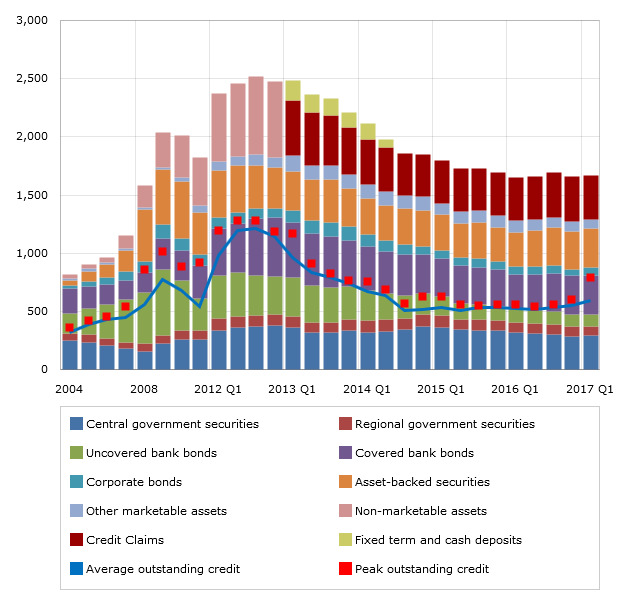 3,000
2,500
2,000
1,500
1,000
500
0
2004 2008 2012 Q1 2013 Q1 2014 Q1 2015 Q1 2016 Q1 2017 Q1
Central government securities Regional government securities
Uncovered bank bonds Covered bank bonds
Corporate bonds Asset-backed securities
Other marketable assets Non-marketable assets
Credit Claims Fixed term and cash deposits
Average outstanding credit Peak outstanding credit